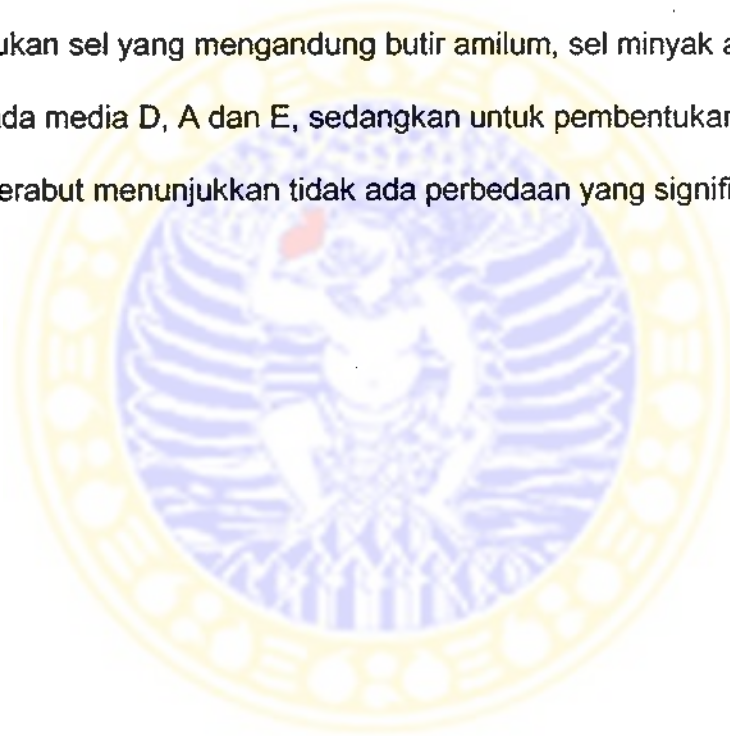 ukan sel yang mengandung butir amilum, sel minyak a
da media D, A dan E, sedangkan untuk pembentukan
erabut menunjukkan tidak ada perbedaan yang signifi